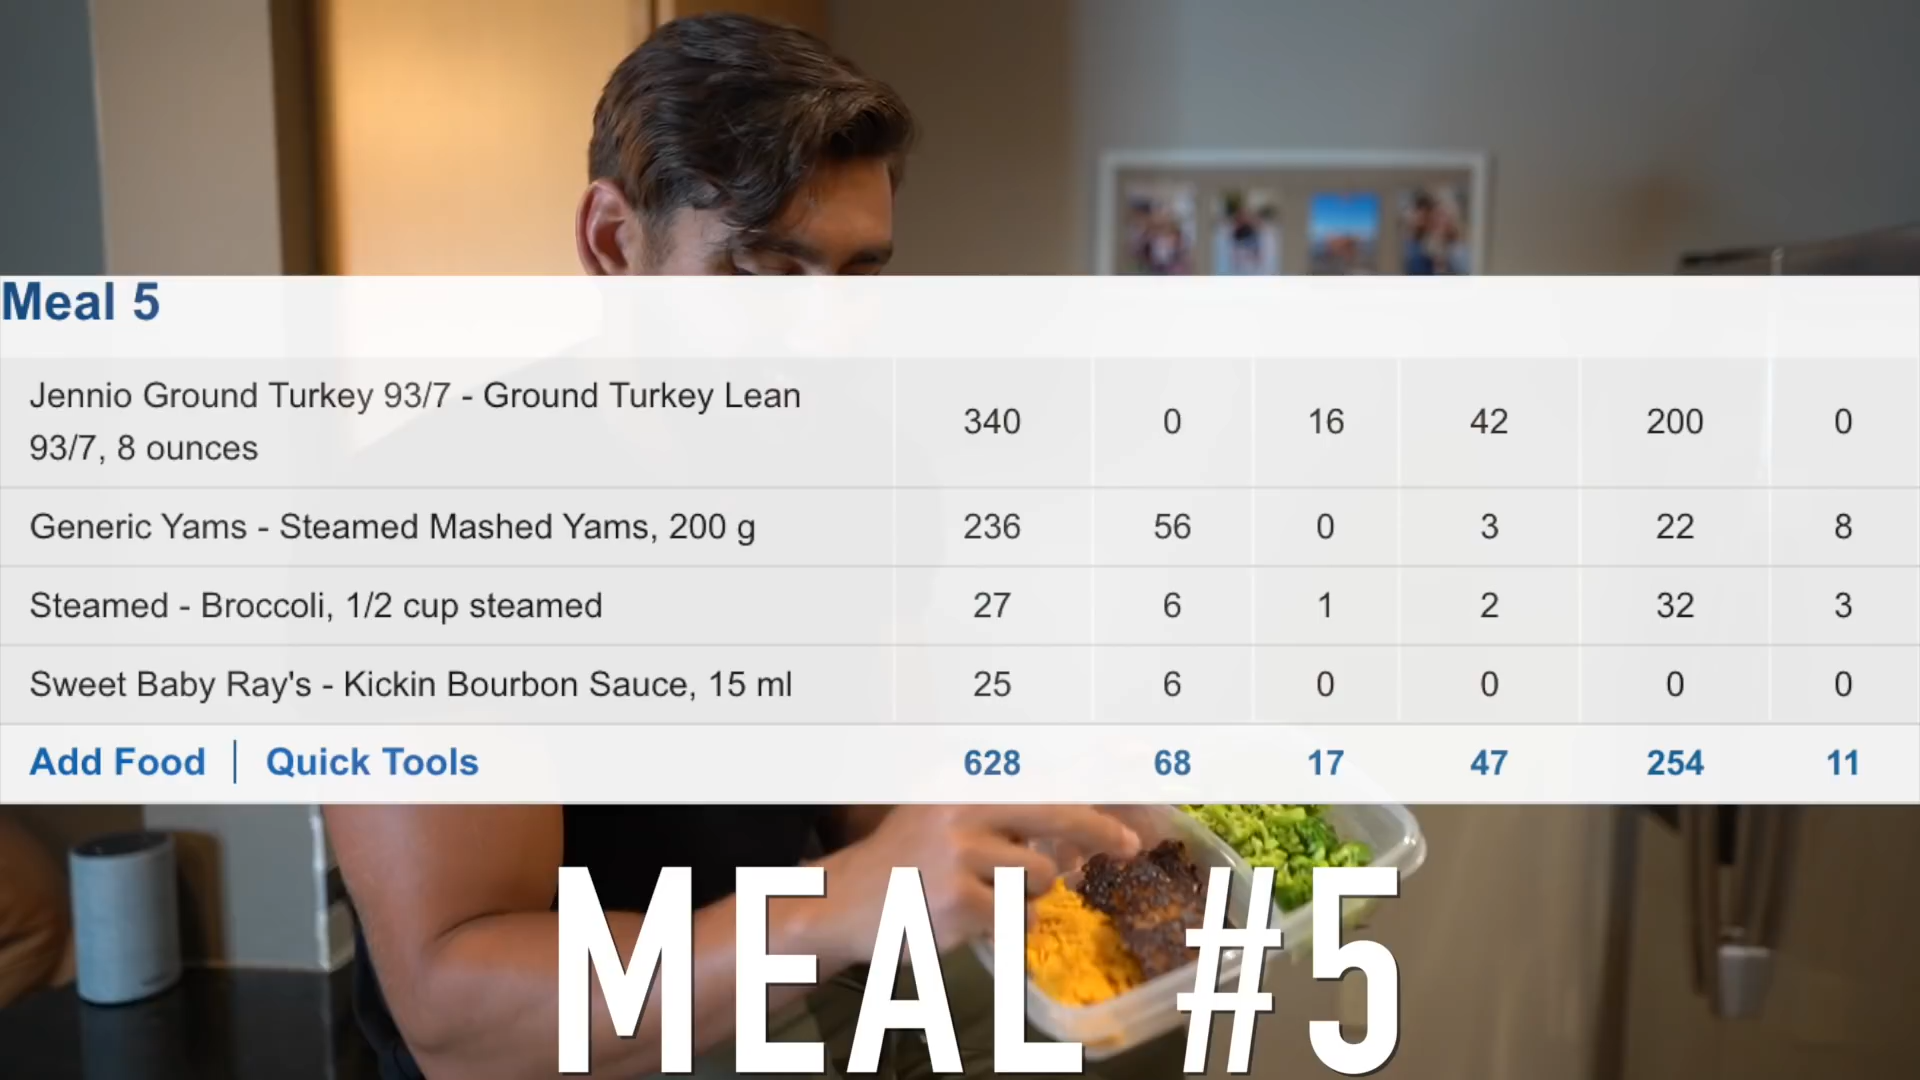 Meal 5
Jennio Ground Turkey 93/7 - Ground Turkey Lean
93/7, 8 ounces 340 0 16 42 200 0
Generic Yams - Steamed Mashed Yams, 200 g 236 56 0 3 22 8
Steamed - Broccoli, 1/2 cup steamed 27 6 1 2 32 3
Sweet Baby Ray's - Kickin Bourbon Sauce, 15 ml 25 6 0 0 0 0
Add Food | Quick Tools 628 68 17 47 254 11
MEAL #5